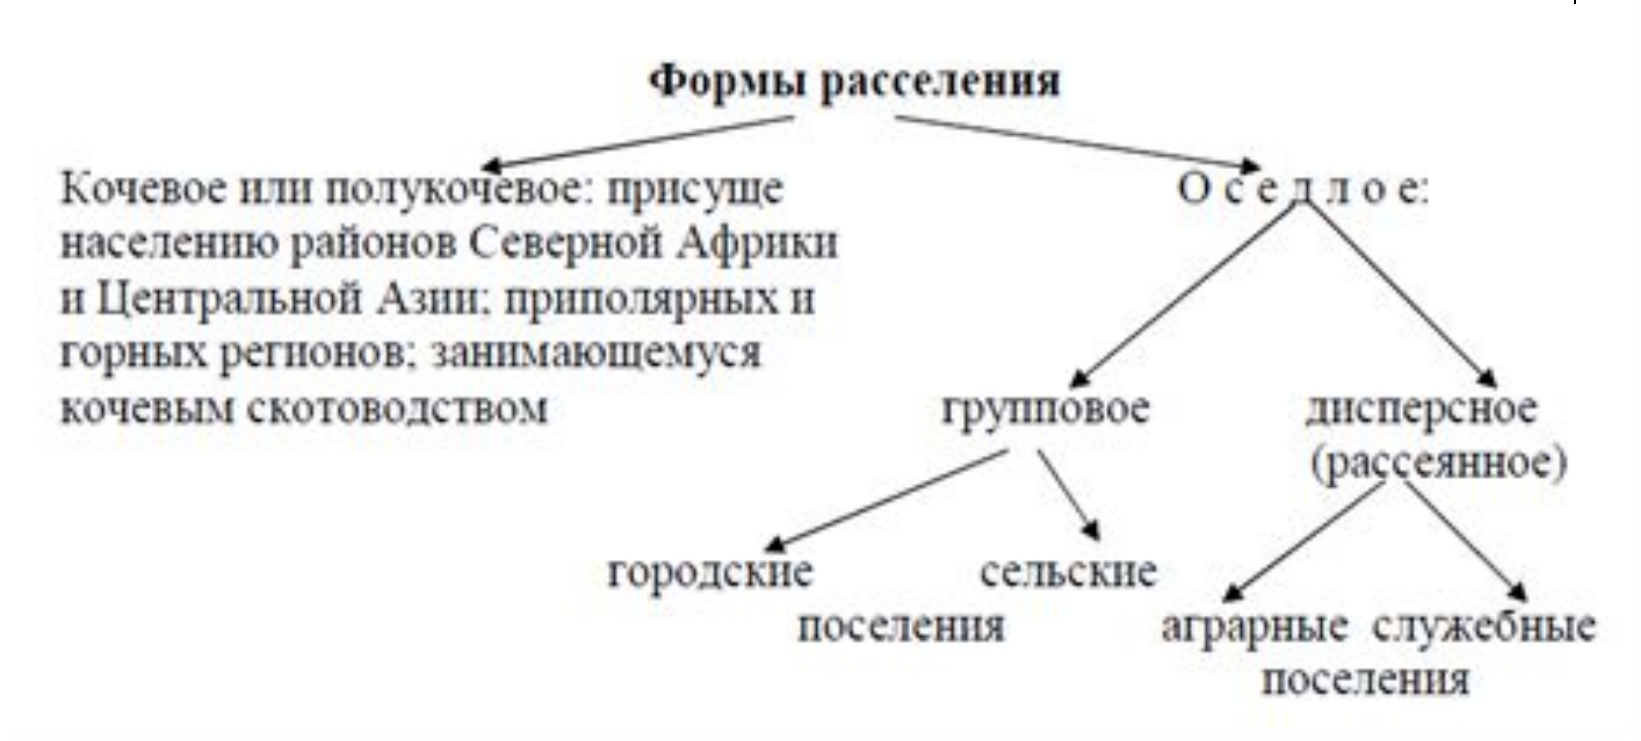 Формы расселения
Кочевое или полукочевое: присуще
населению районов Северной Африки
и Центральной Азии; приполярных и
горных регионов; занимающемуся
кочевым скотоводством
О с е д л о е:
групповое
дисперсное
(рассеянное)
городские
сельские
поселения
аграрные служебные
поселения